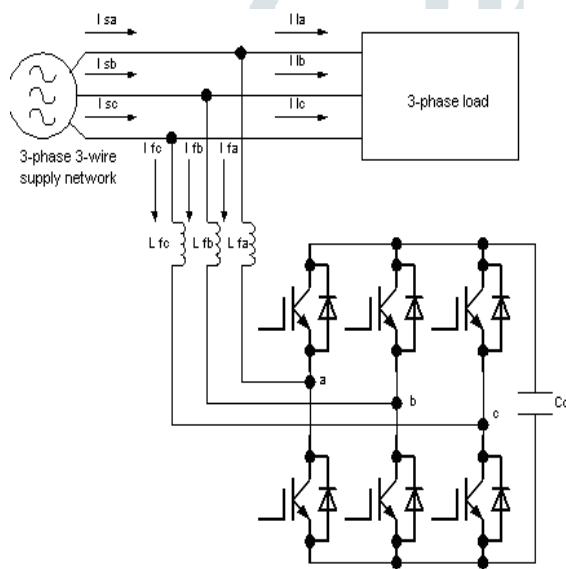 I sa
I la
I sb
I lb
I sc
I lc
3-phase load
3-phase 3-wire
supply network
I fc
I fb
I fa
L fc
L fb
L fa
a
b
c